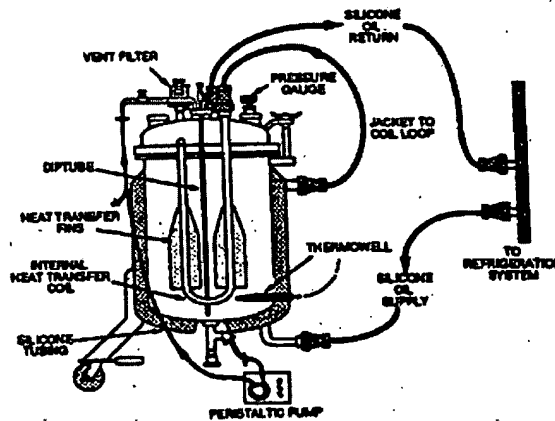 SILICONE
OIL
RETURN
VENT FILTER
PRESSURE
GAUGE
JACKET TO
COIL LOOP
DIPTUBE
HEAT TRANSFER
FINS
INTERNAL
HEAT TRANSFER
COIL
THERMOWELL
TO
REFRIGERATION
SYSTEM
SILICONE
OIL
SUPPLY
SILICONE
TUBING
PERISTALTIC PUMP